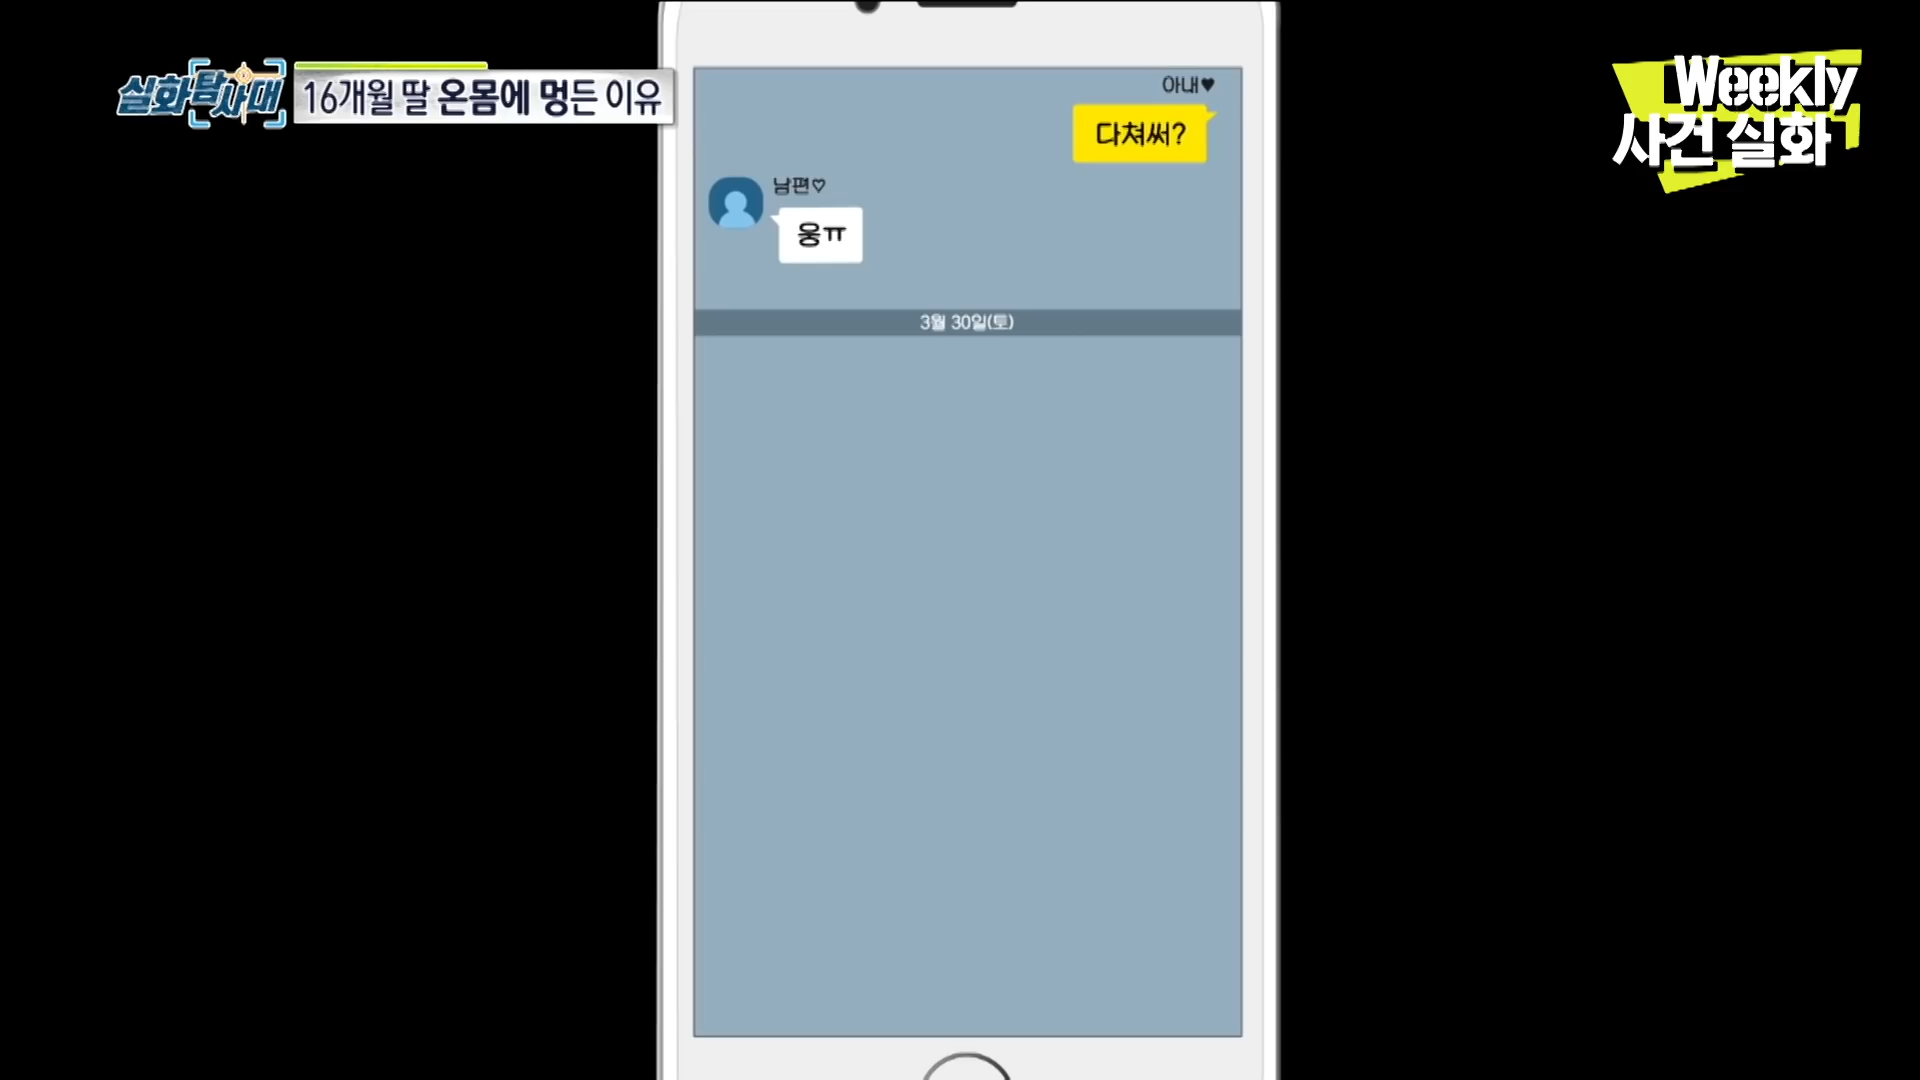 실화탐사대
16개월 딸 온몸에 멍든 이유
Weekly
사건 실화
아내♥
다쳐써?
남편♡
웅ㅠ
3월 30일(토)